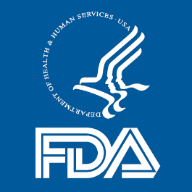 DEPARTMENT OF HEALTH & HUMAN SERVICES · USA
FDA